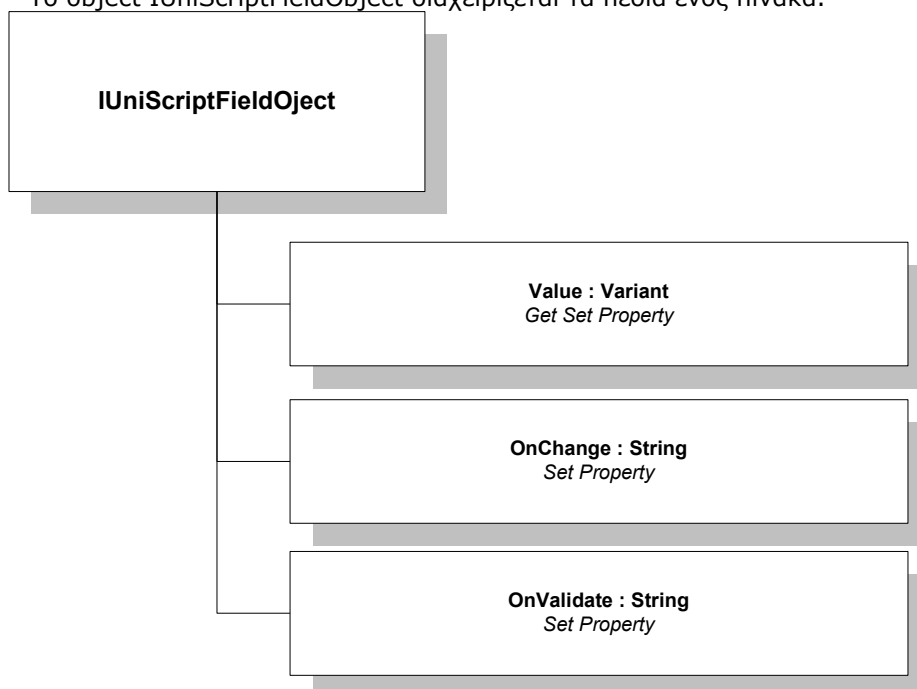 Το object IUniScriptFieldObject διαχειρίζεται τα πεδία ενός πίνακα.
IUniScriptFieldOject
Value : Variant
Get Set Property
OnChange : String
Set Property
OnValidate : String
Set Property